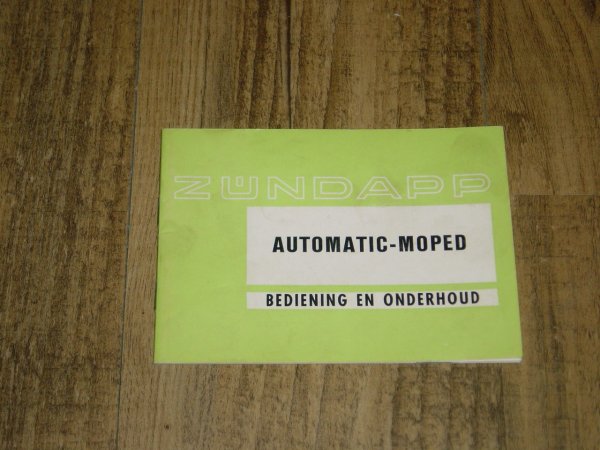 ZÜNDAPP
AUTOMATIC-MOPED
BEDIENING EN ONDERHOUD